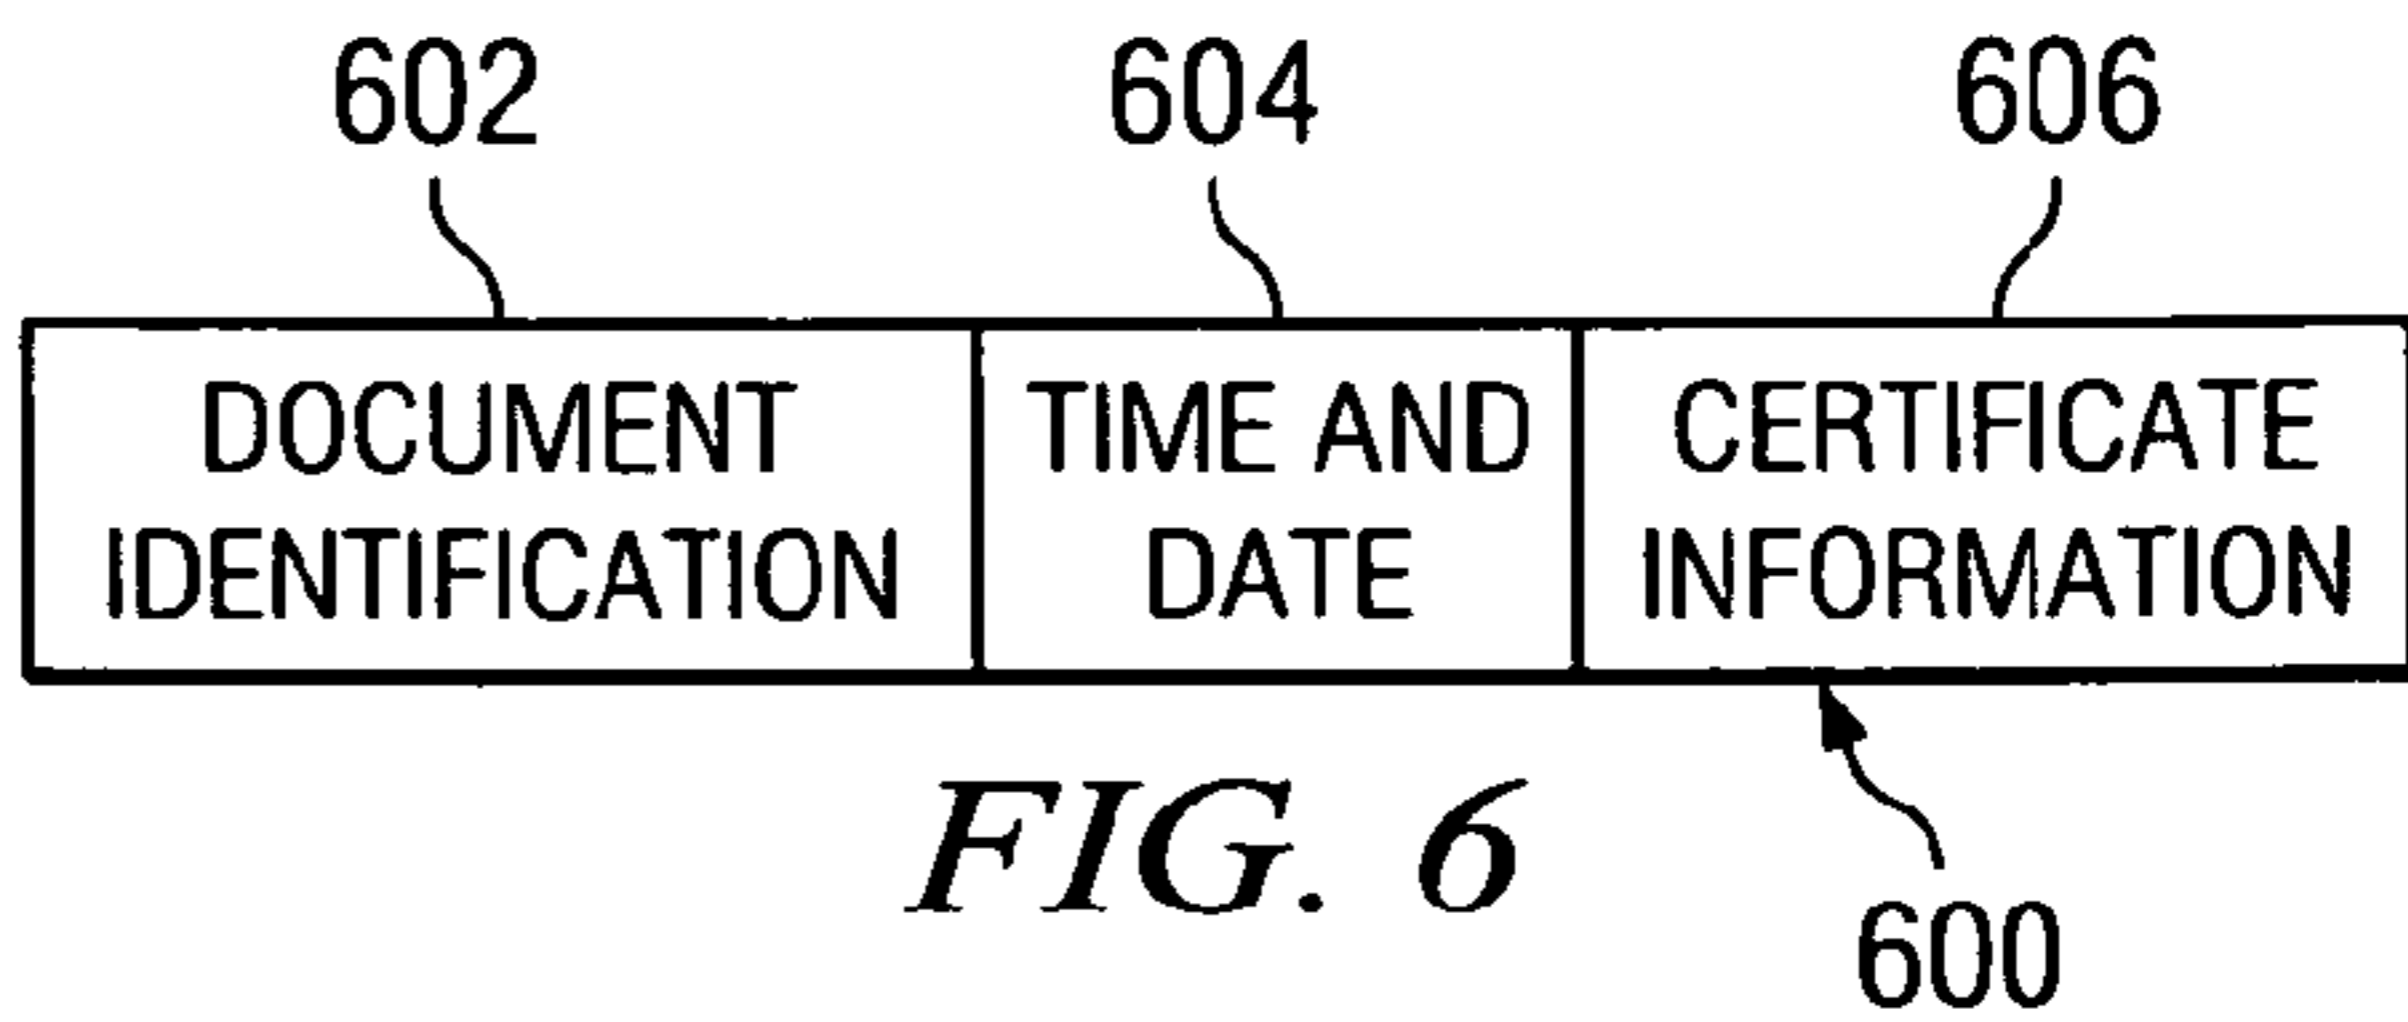 602 604 606
DOCUMENT IDENTIFICATION
TIME AND DATE
CERTIFICATE INFORMATION
FIG. 6
600